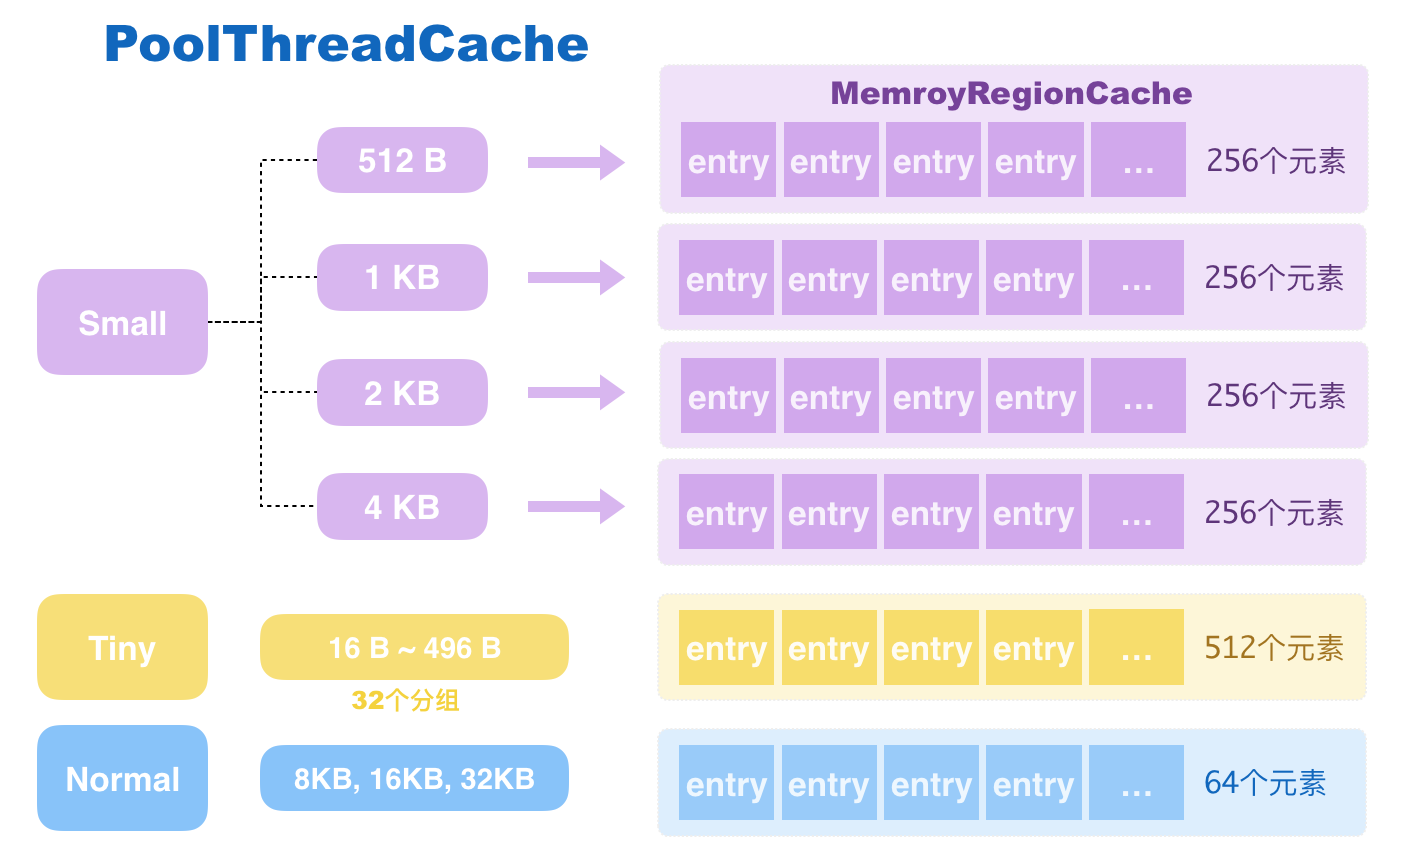 PoolThreadCache
MemroyRegionCache
512 B
entry entry entry entry ... 256个元素
1 KB
entry entry entry entry ... 256个元素
Small
2 KB
entry entry entry entry ... 256个元素
4 KB
entry entry entry entry ... 256个元素
Tiny
16 B ~ 496 B
entry entry entry entry ... 512个元素
32个分组
Normal
8KB, 16KB, 32KB
entry entry entry entry ... 64个元素